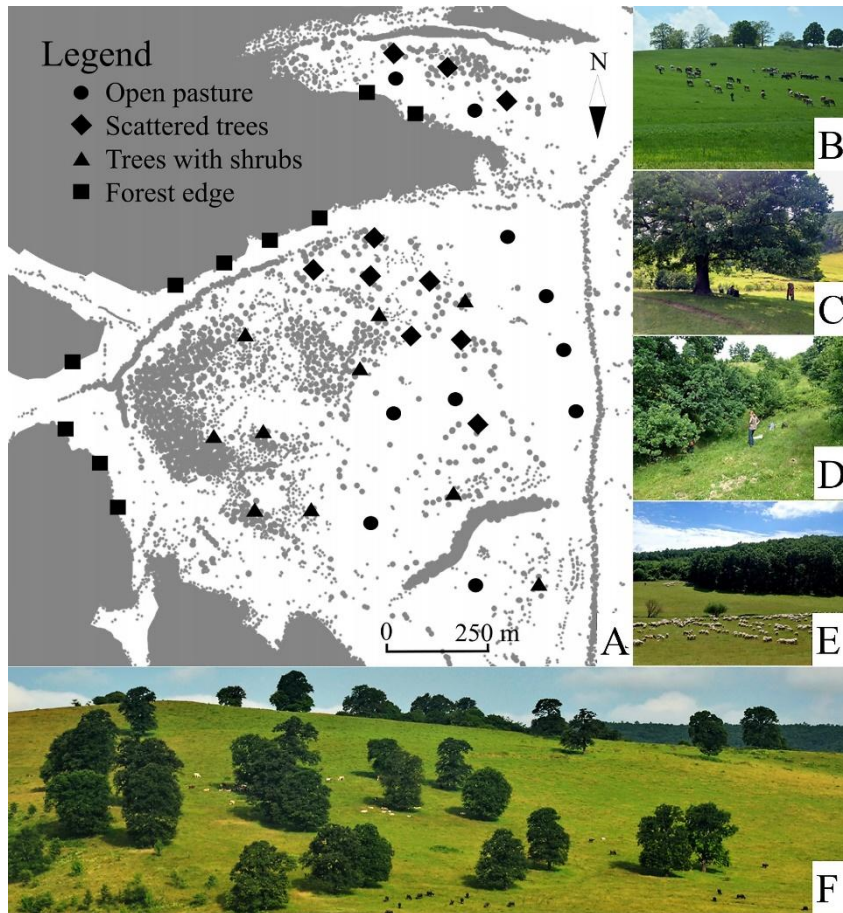 Legend
Open pasture
Scattered trees
Trees with shrubs
Forest edge
N
0 250 m
A
B
C
D
E
F